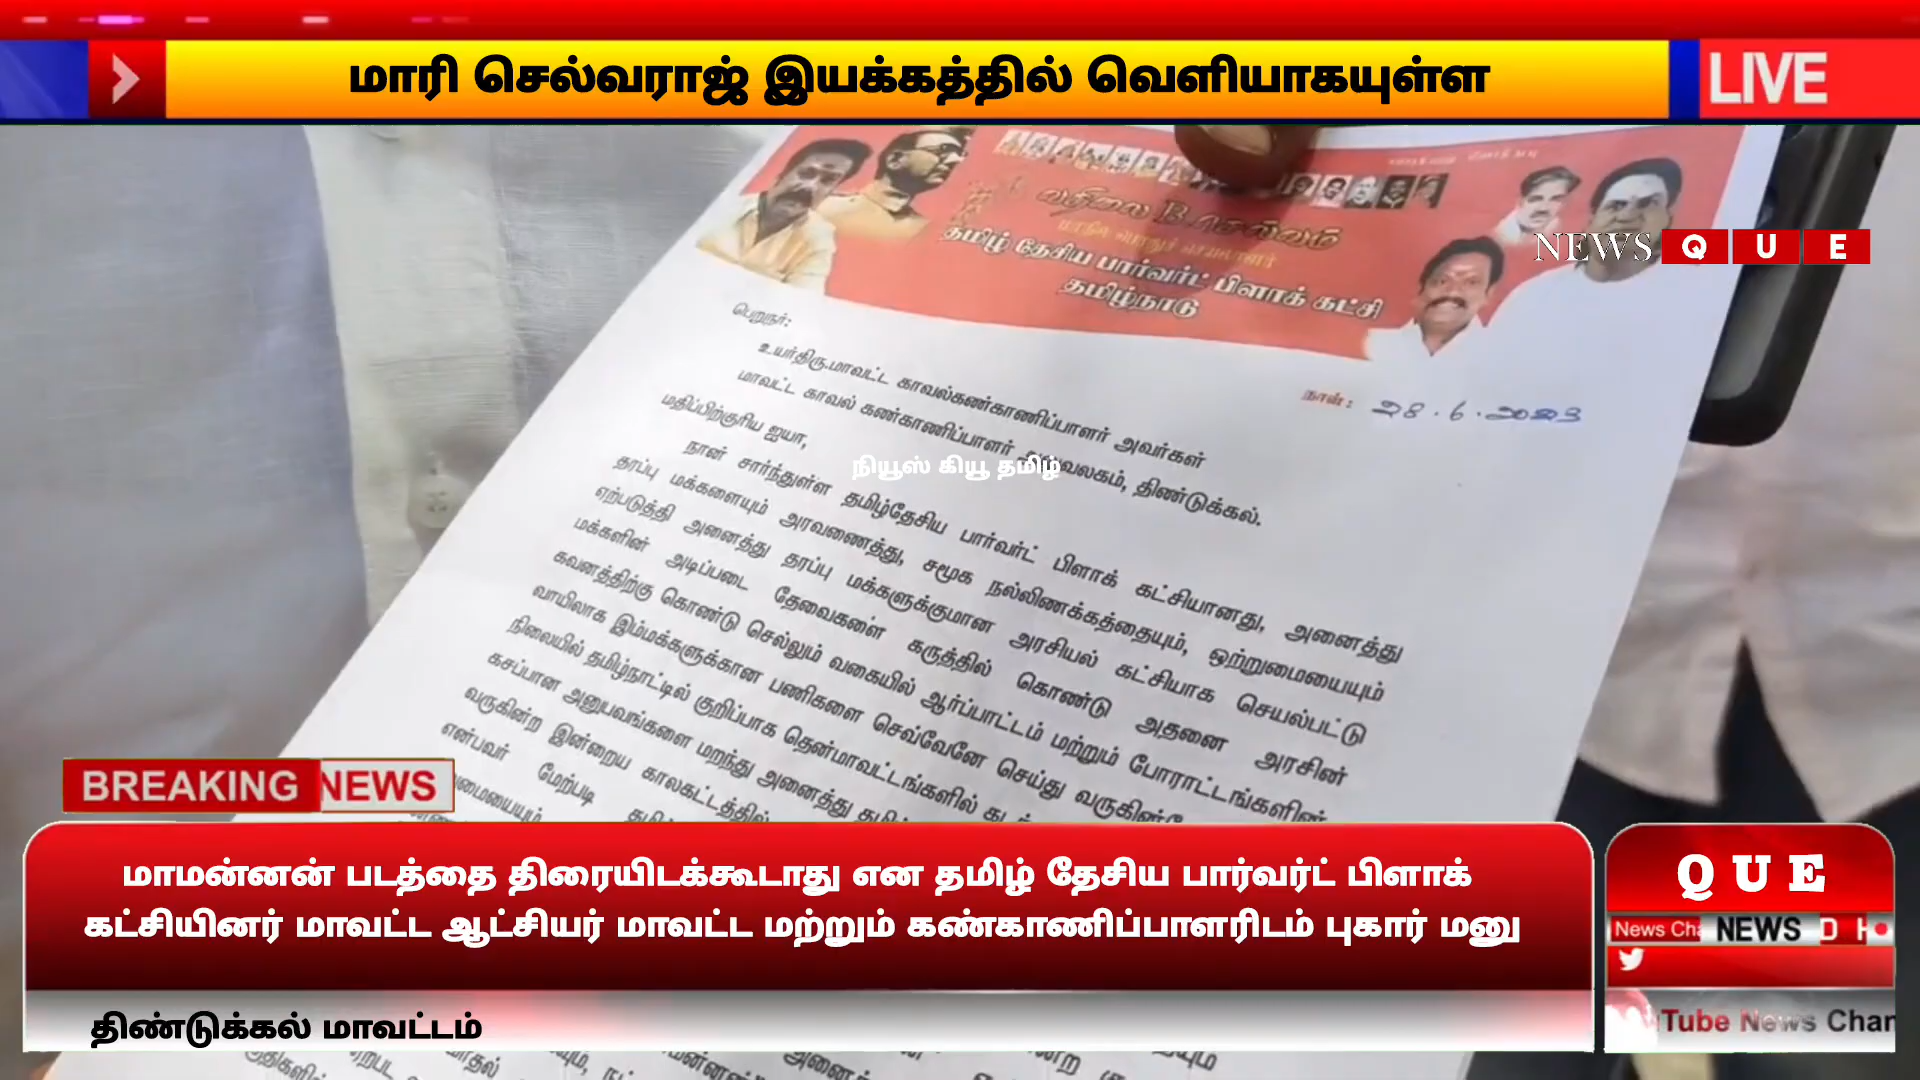 மாரி செல்வராஜ் இயக்கத்தில் வெளியாகயுள்ள
LIVE
தமிழ் தேசிய பார்வர்ட் பிளாக் கட்சி
தமிழ்நாடு
NEWS Q U E
பெறுநர்:
உயர்திரு.மாவட்ட காவல்கண்காணிப்பாளர் அவர்கள்
மாவட்ட காவல் கண்காணிப்பாளர் திண்டுக்கல்.
நாள்: 28.6.2023
நியூஸ் கியூ தமிழ்
மதிப்பிற்குரிய ஐயா,
நான் சார்ந்துள்ள தமிழ்தேசிய பார்வர்ட் பிளாக் கட்சியானது, அனைத்து
தரப்பு மக்களையும் அரவணைத்து, சமூக நல்லிணக்கத்தையும், ஒற்றுமையையும்
ஏற்படுத்தி அனைத்து தரப்பு மக்களுக்குமான அரசியல் கட்சியாக செயல்பட்டு
மக்களின் அடிப்படை தேவைகளை கருத்தில் கொண்டு அதனை அரசின்
கவனத்திற்கு கொண்டு செல்லும் வகையில் ஆர்ப்பாட்டம் மற்றும் போராட்டங்களின்
வாயிலாக இம்மக்களுக்கான பணிகளை செவ்வேனே செய்து
நிலையில் தமிழ்நாட்டில் குறிப்பாக தென்மாவட்டங்களில்
கசப்பான அனுபவங்களை மறந்து அனைத்து
வருகின்ற இன்றைய காலகட்டத்தில்
என்பவர் மேற்படி
BREAKING NEWS
மாமன்னன் படத்தை திரையிடக்கூடாது என தமிழ் தேசிய பார்வர்ட் பிளாக்
கட்சியினர் மாவட்ட ஆட்சியர் மாவட்ட மற்றும் கண்காணிப்பாளரிடம் புகார் மனு
திண்டுக்கல் மாவட்டம்
QUE
News Cha NEWS D H
Tube News Chan